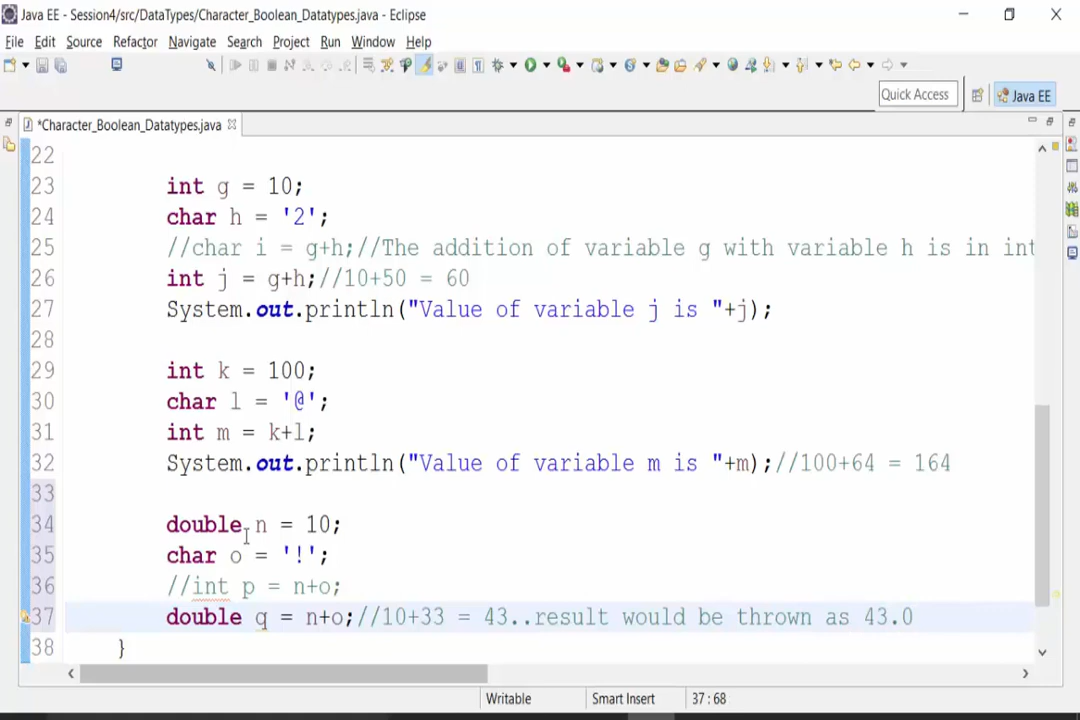 Java EE - Session4/src/DataTypes/Character_Boolean_Datatypes.java - Eclipse
File Edit Source Refactor Navigate Search Project Run Window Help
Quick Access
Java EE
*Character_Boolean_Datatypes.java
22
23 int g = 10;
24 char h = '2';
25 //char i = g+h;//The addition of variable g with variable h is in int
26 int j = g+h;//10+50 = 60
27 System.out.println("Value of variable j is "+j);
28
29 int k = 100;
30 char l = '@';
31 int m = k+l;
32 System.out.println("Value of variable m is "+m);//100+64 = 164
33
34 double n = 10;
35 char o = '!';
36 //int p = n+o;
37 double q = n+o;//10+33 = 43..result would be thrown as 43.0
38 }
Writable Smart Insert 37 : 68